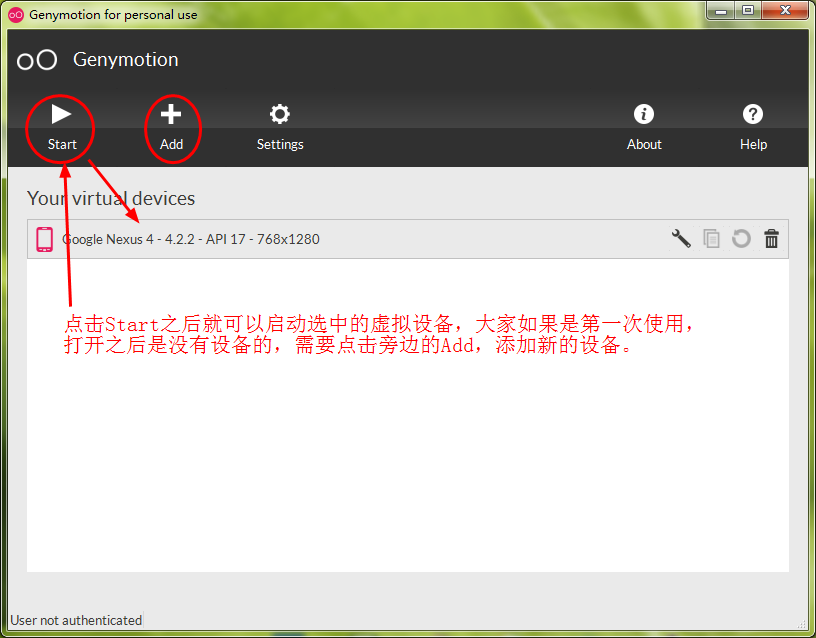 Genymotion for personal use
Genymotion
Start
Add
Settings
About
Help
Your virtual devices
Google Nexus 4 - 4.2.2 - API 17 - 768x1280
点击Start之后就可以启动选中的虚拟设备，大家如果是第一次使用，
打开之后是没有设备的，需要点击旁边的Add，添加新的设备。
User not authenticated